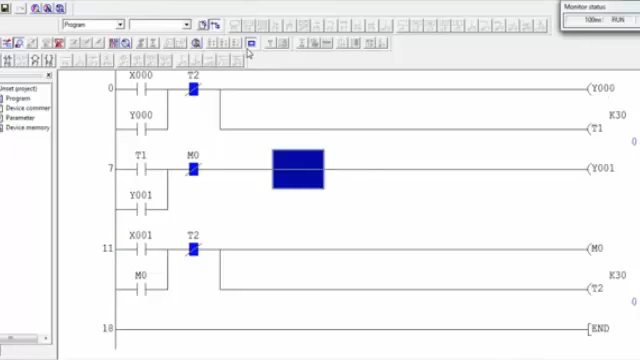 Monitor status
Program
100ms RUN
Unset project)
Program
Device commen
Parameter
Device memory
X000 T2
0 (Y000
Y000 K30
(T1 0
T1 M0
7 (Y001
Y001
X001 T2
11 (M0
M0 K30
(T2 0
18 [END